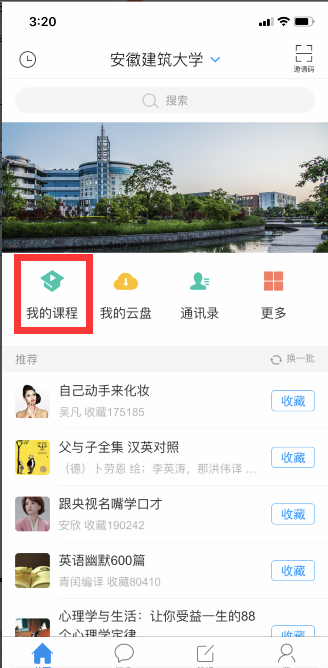 3:20
安徽建筑大学
邀请码
搜索
我的课程
我的云盘
通讯录
更多
推荐
换一批
自己动手来化妆
吴凡 收藏175185
收藏
父与子全集 汉英对照
（德）卜劳恩 绘；李英涛，那洪伟译 ...
收藏
跟央视名嘴学口才
安欣 收藏190242
收藏
英语幽默600篇
青闰编译 收藏80410
收藏
心理学与生活：让你受益一生的88
个心理学定律
收藏